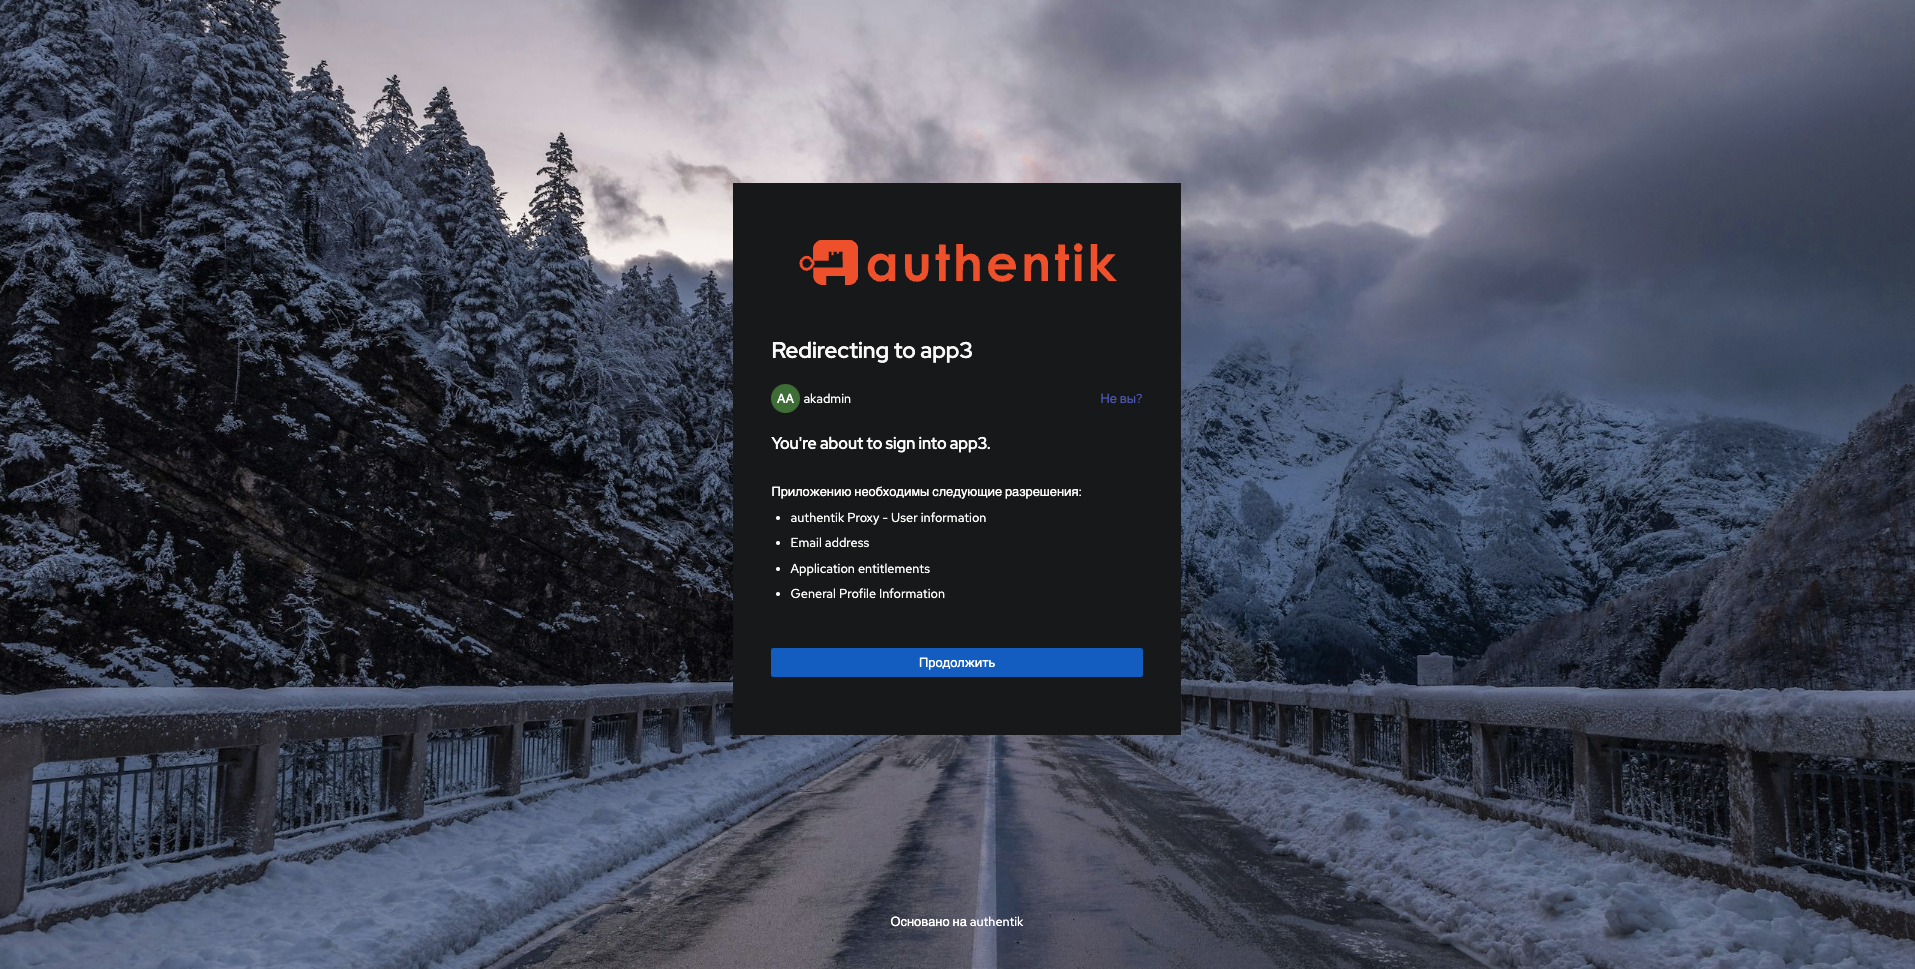 authentik
Redirecting to app3
AA akadmin Не вы?
You're about to sign into app3.
Приложению необходимы следующие разрешения:
• authentik Proxy - User information
• Email address
• Application entitlements
• General Profile Information
Продолжить
Основано на authentik